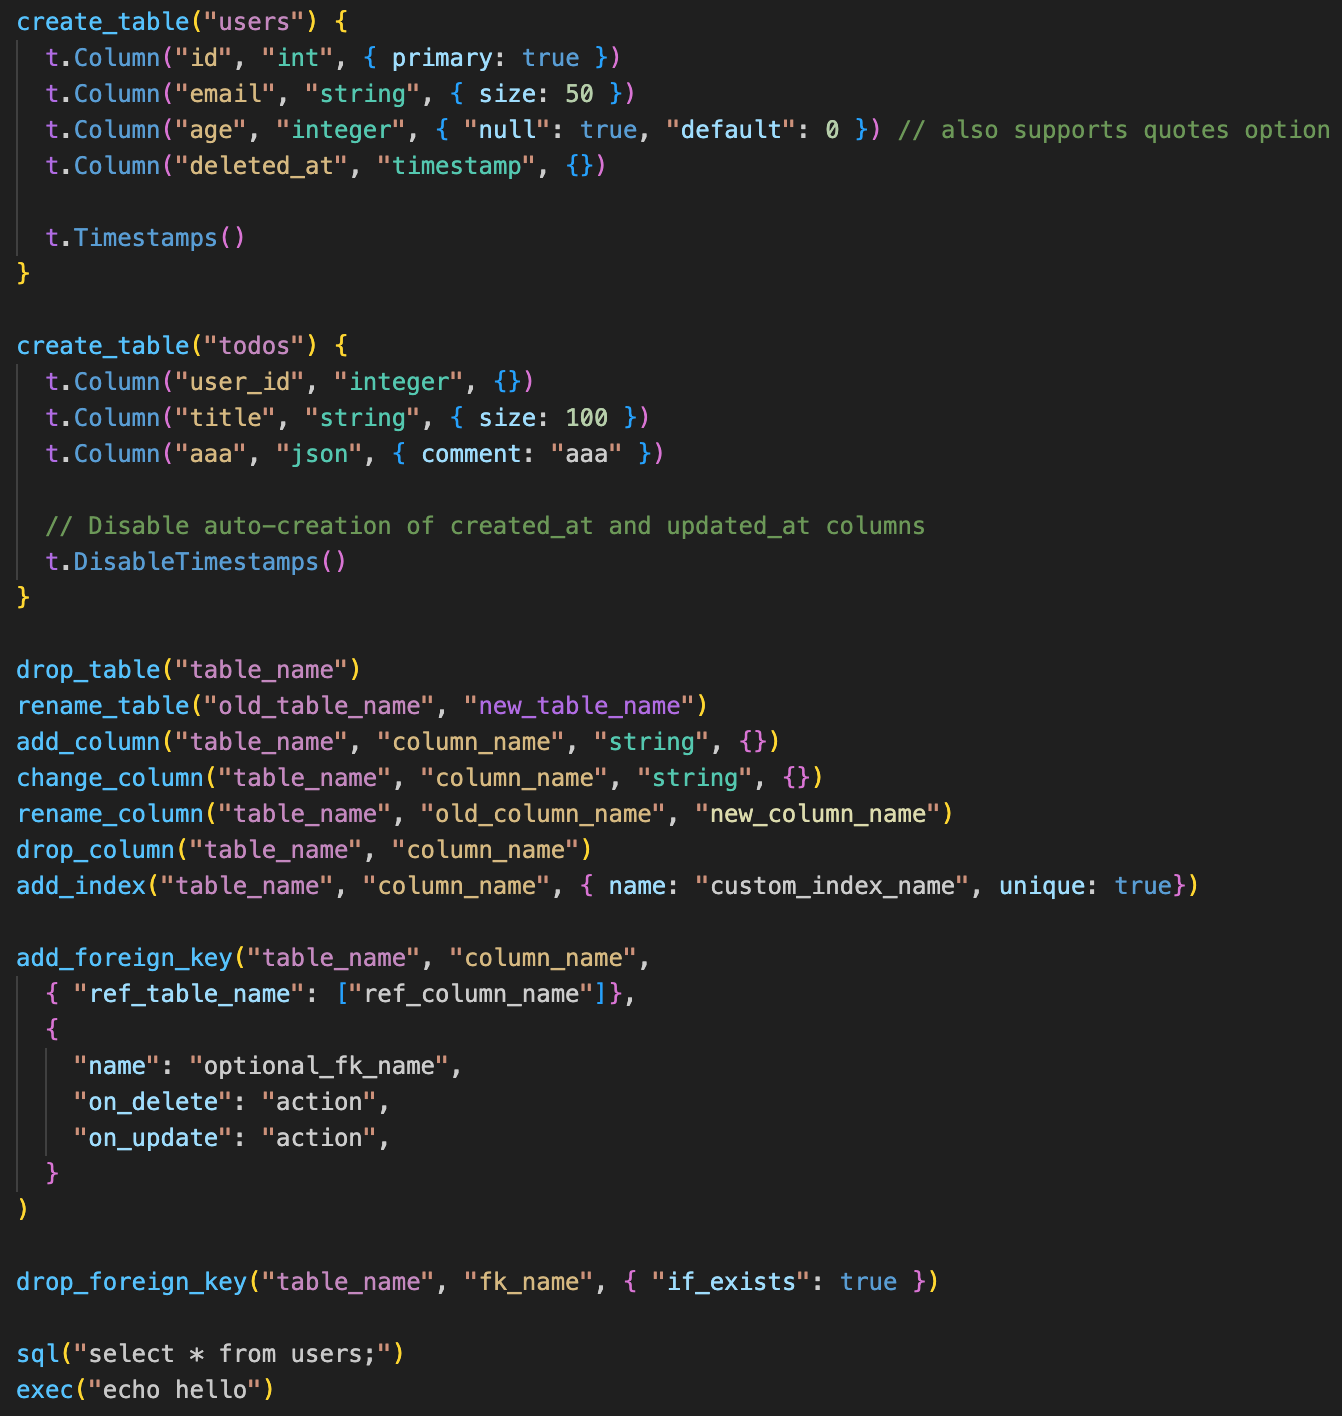 create_table("users") {
  t.Column("id", "int", { primary: true })
  t.Column("email", "string", { size: 50 })
  t.Column("age", "integer", { "null": true, "default": 0 }) // also supports quotes option
  t.Column("deleted_at", "timestamp", {})

  t.Timestamps()
}

create_table("todos") {
  t.Column("user_id", "integer", {})
  t.Column("title", "string", { size: 100 })
  t.Column("aaa", "json", { comment: "aaa" })

  // Disable auto-creation of created_at and updated_at columns
  t.DisableTimestamps()
}

drop_table("table_name")
rename_table("old_table_name", "new_table_name")
add_column("table_name", "column_name", "string", {})
change_column("table_name", "column_name", "string", {})
rename_column("table_name", "old_column_name", "new_column_name")
drop_column("table_name", "column_name")
add_index("table_name", "column_name", { name: "custom_index_name", unique: true})

add_foreign_key("table_name", "column_name",
  { "ref_table_name": ["ref_column_name"]},
  {
    "name": "optional_fk_name",
    "on_delete": "action",
    "on_update": "action",
  }
)

drop_foreign_key("table_name", "fk_name", { "if_exists": true })

sql("select * from users;")
exec("echo hello")